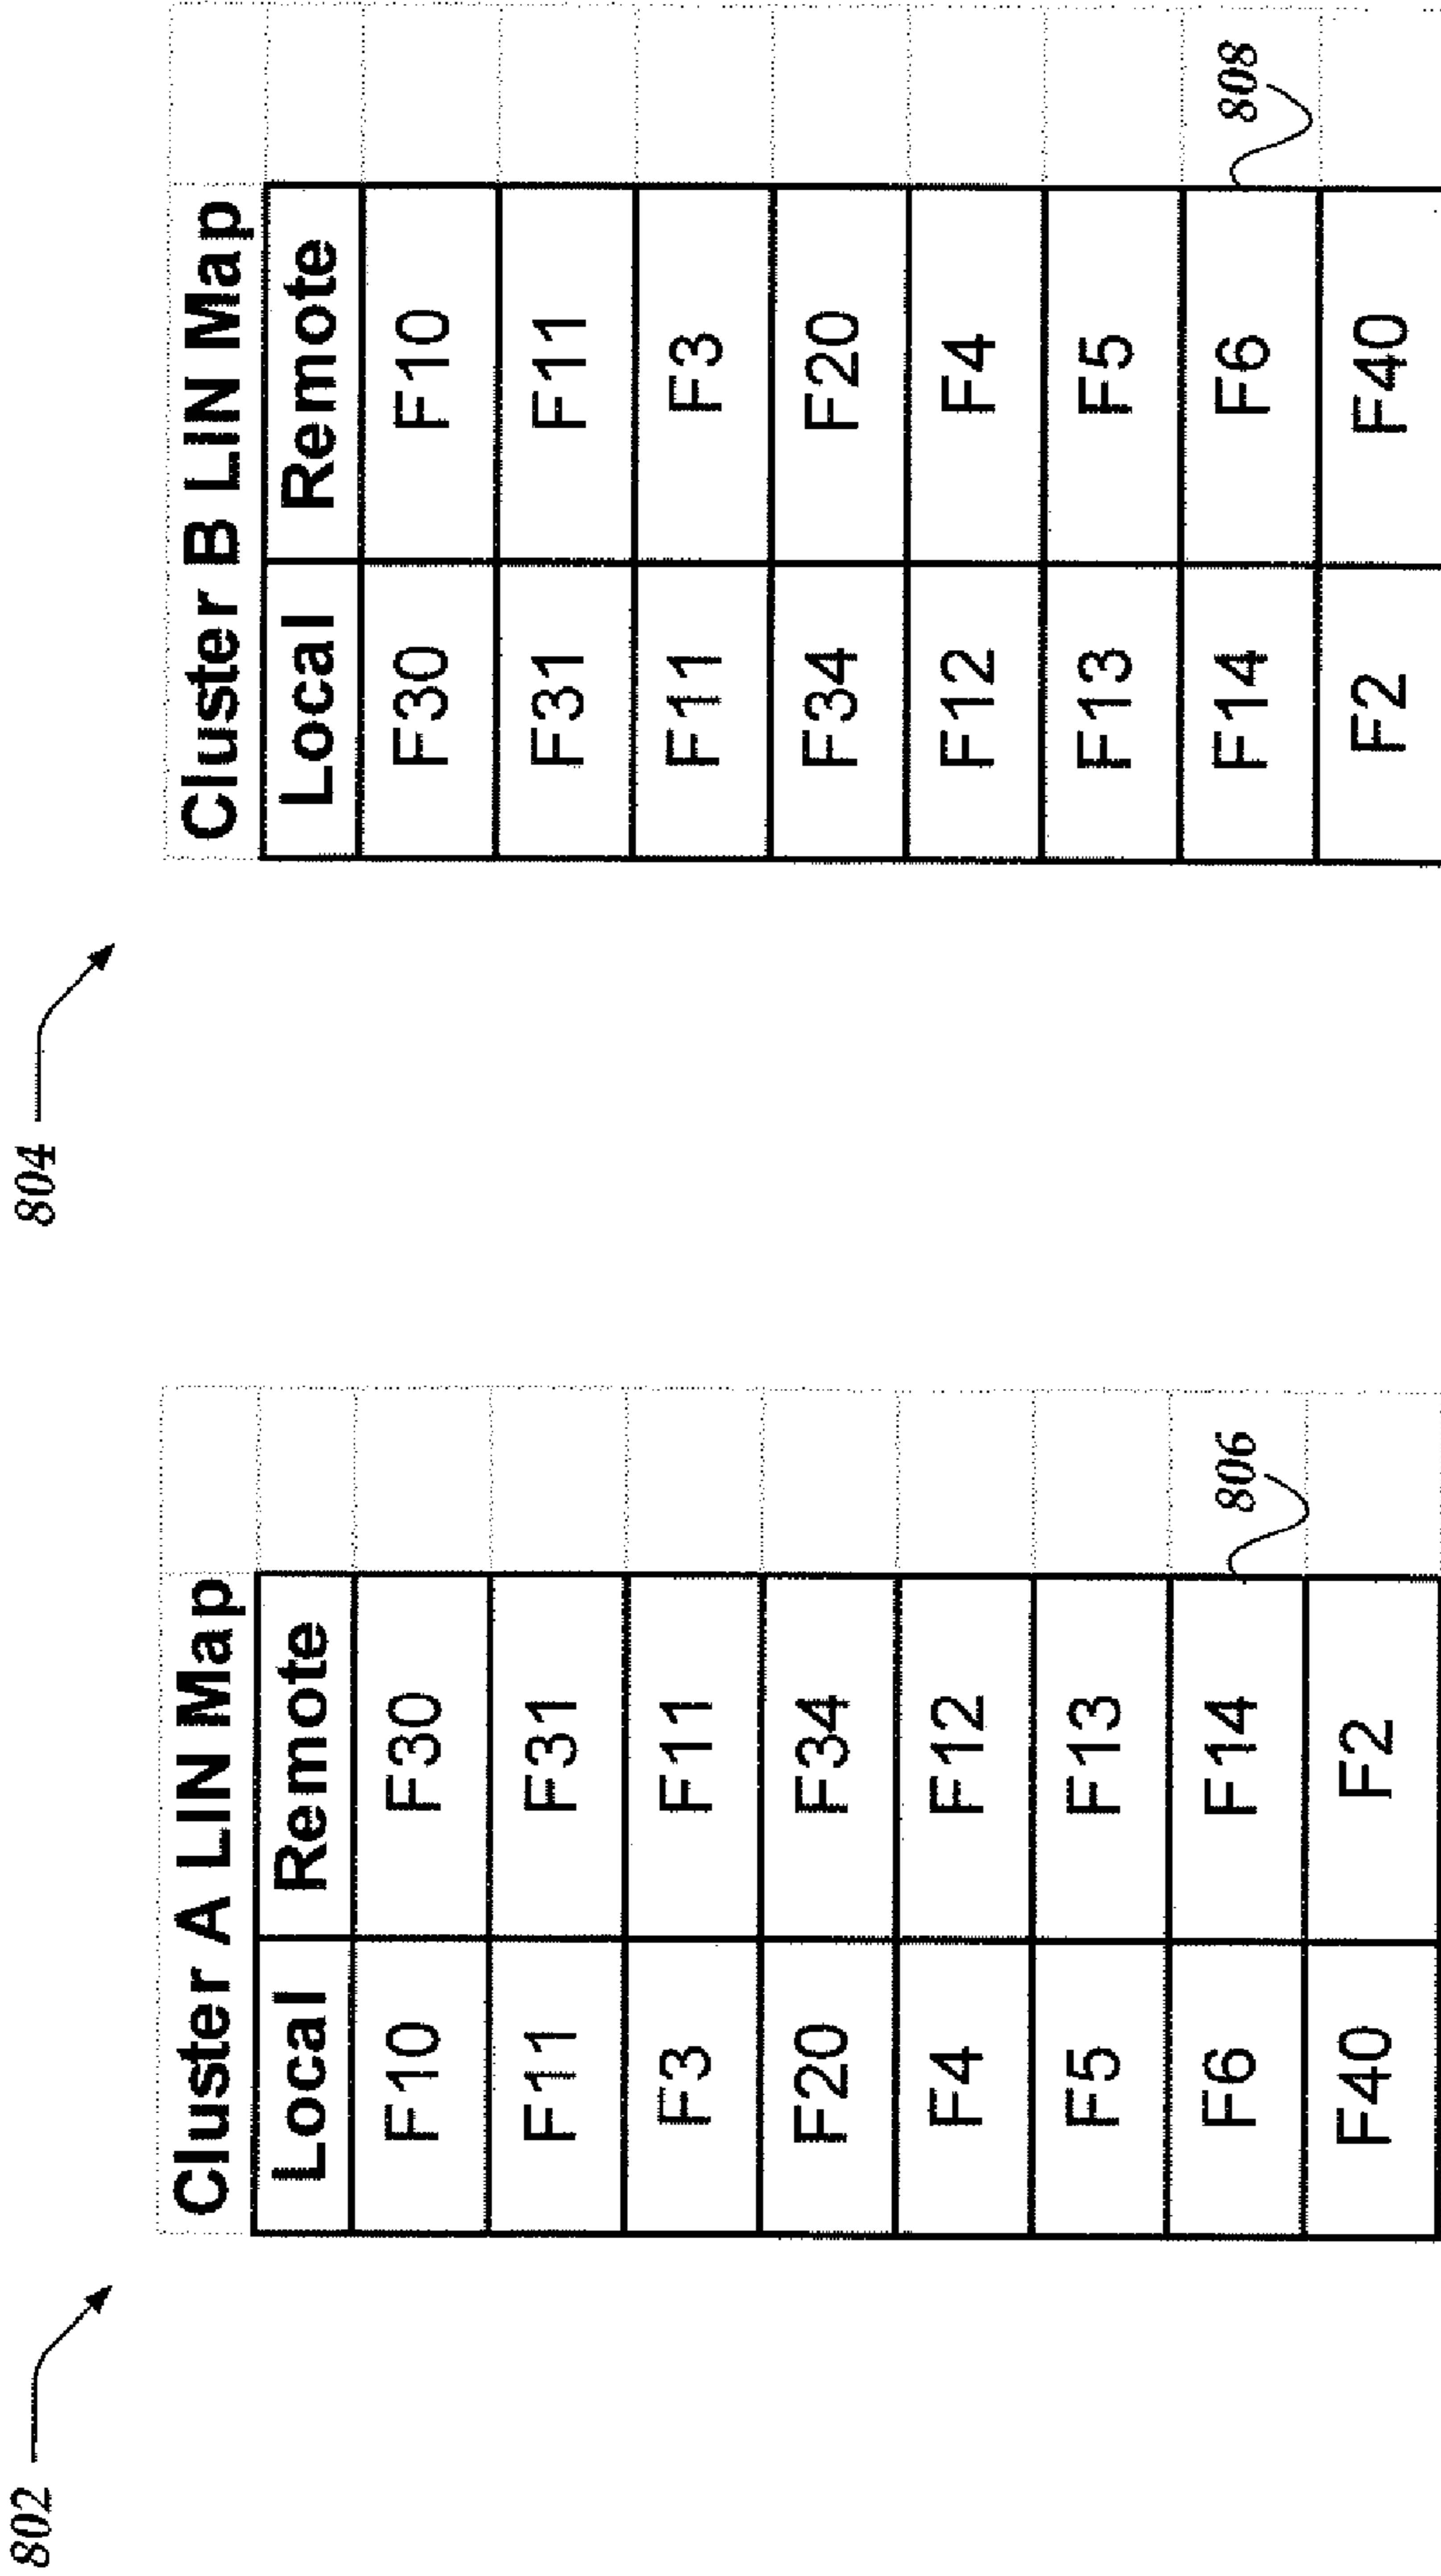 802
Cluster A LIN Map
Local Remote
F10 F30
F11 F31
F3 F11
F20 F34
F4 F12
F5 F13
F6 F14
806
F40 F2
804
Cluster B LIN Map
Local Remote
F30 F10
F31 F11
F11 F3
F34 F20
F12 F4
F13 F5
F14 F6
808
F2 F40